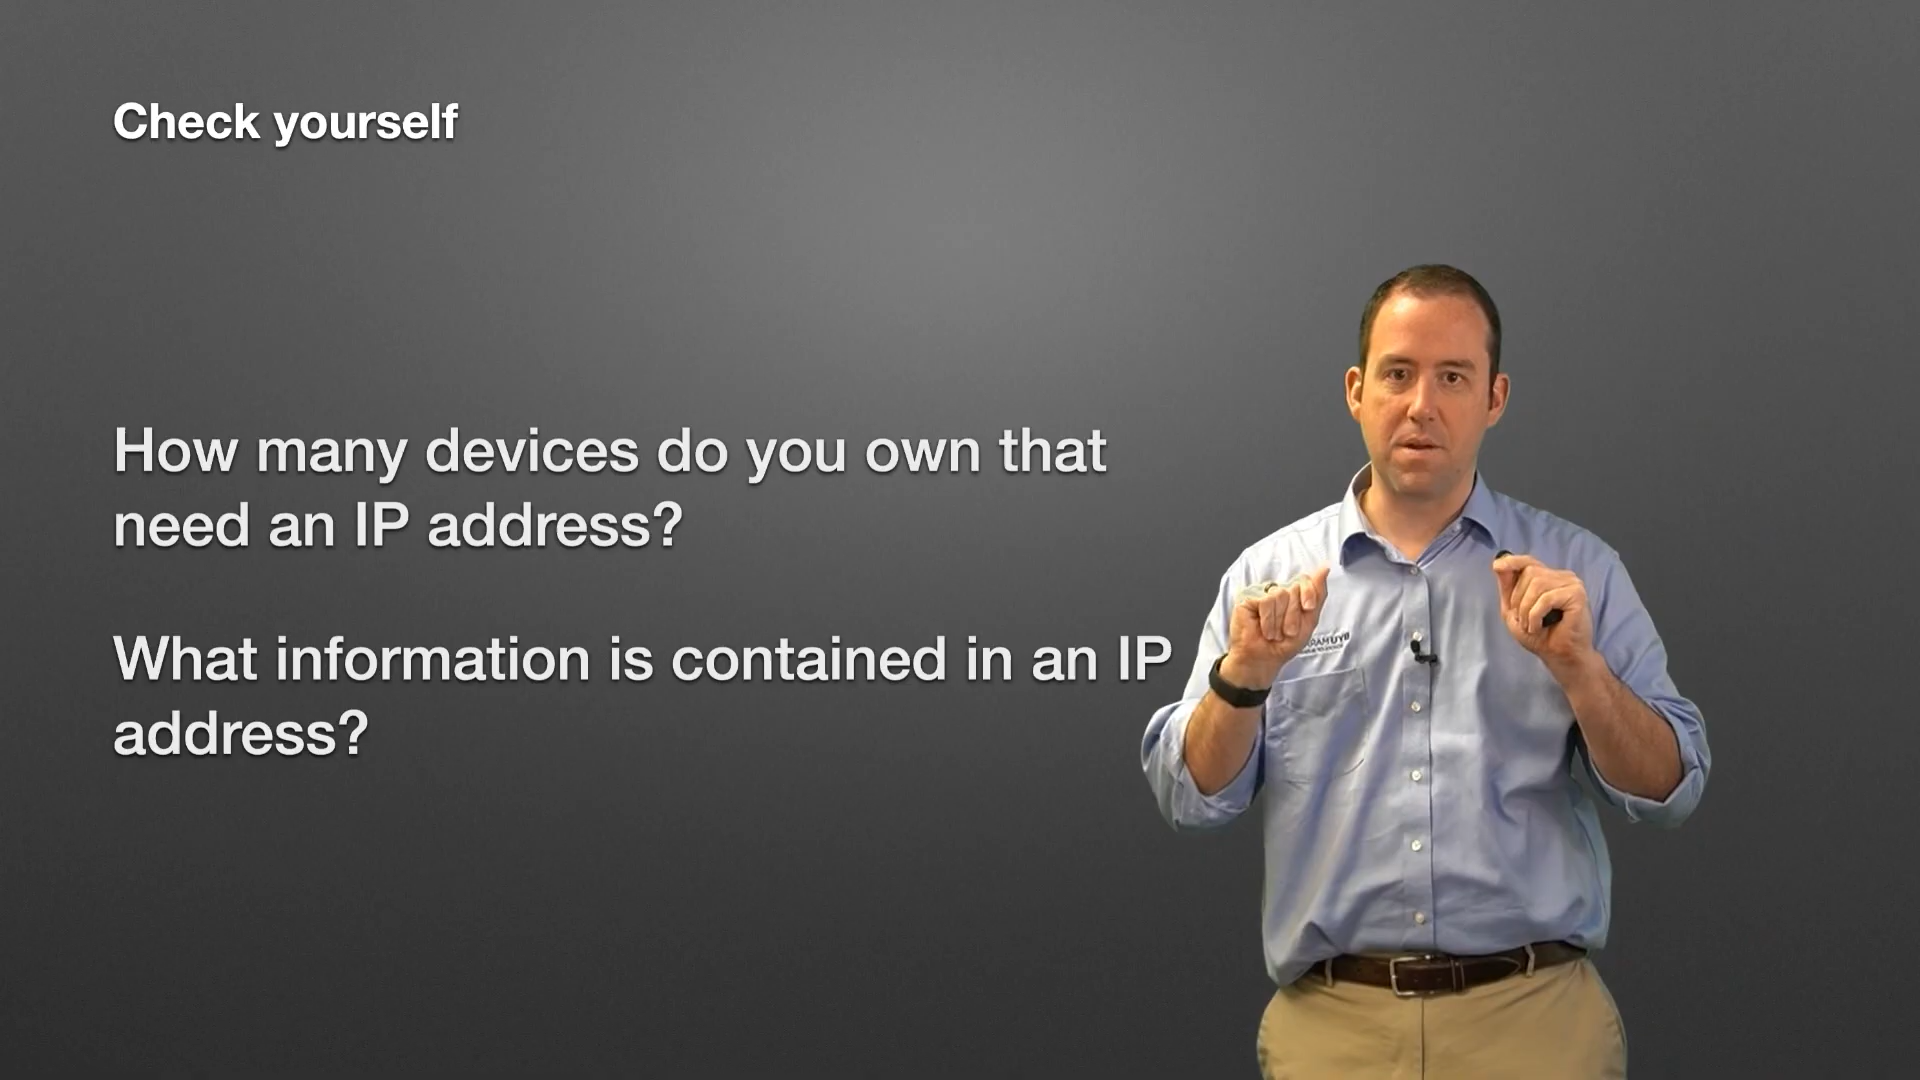 Check yourself
How many devices do you own that
need an IP address?
What information is contained in an IP
address?